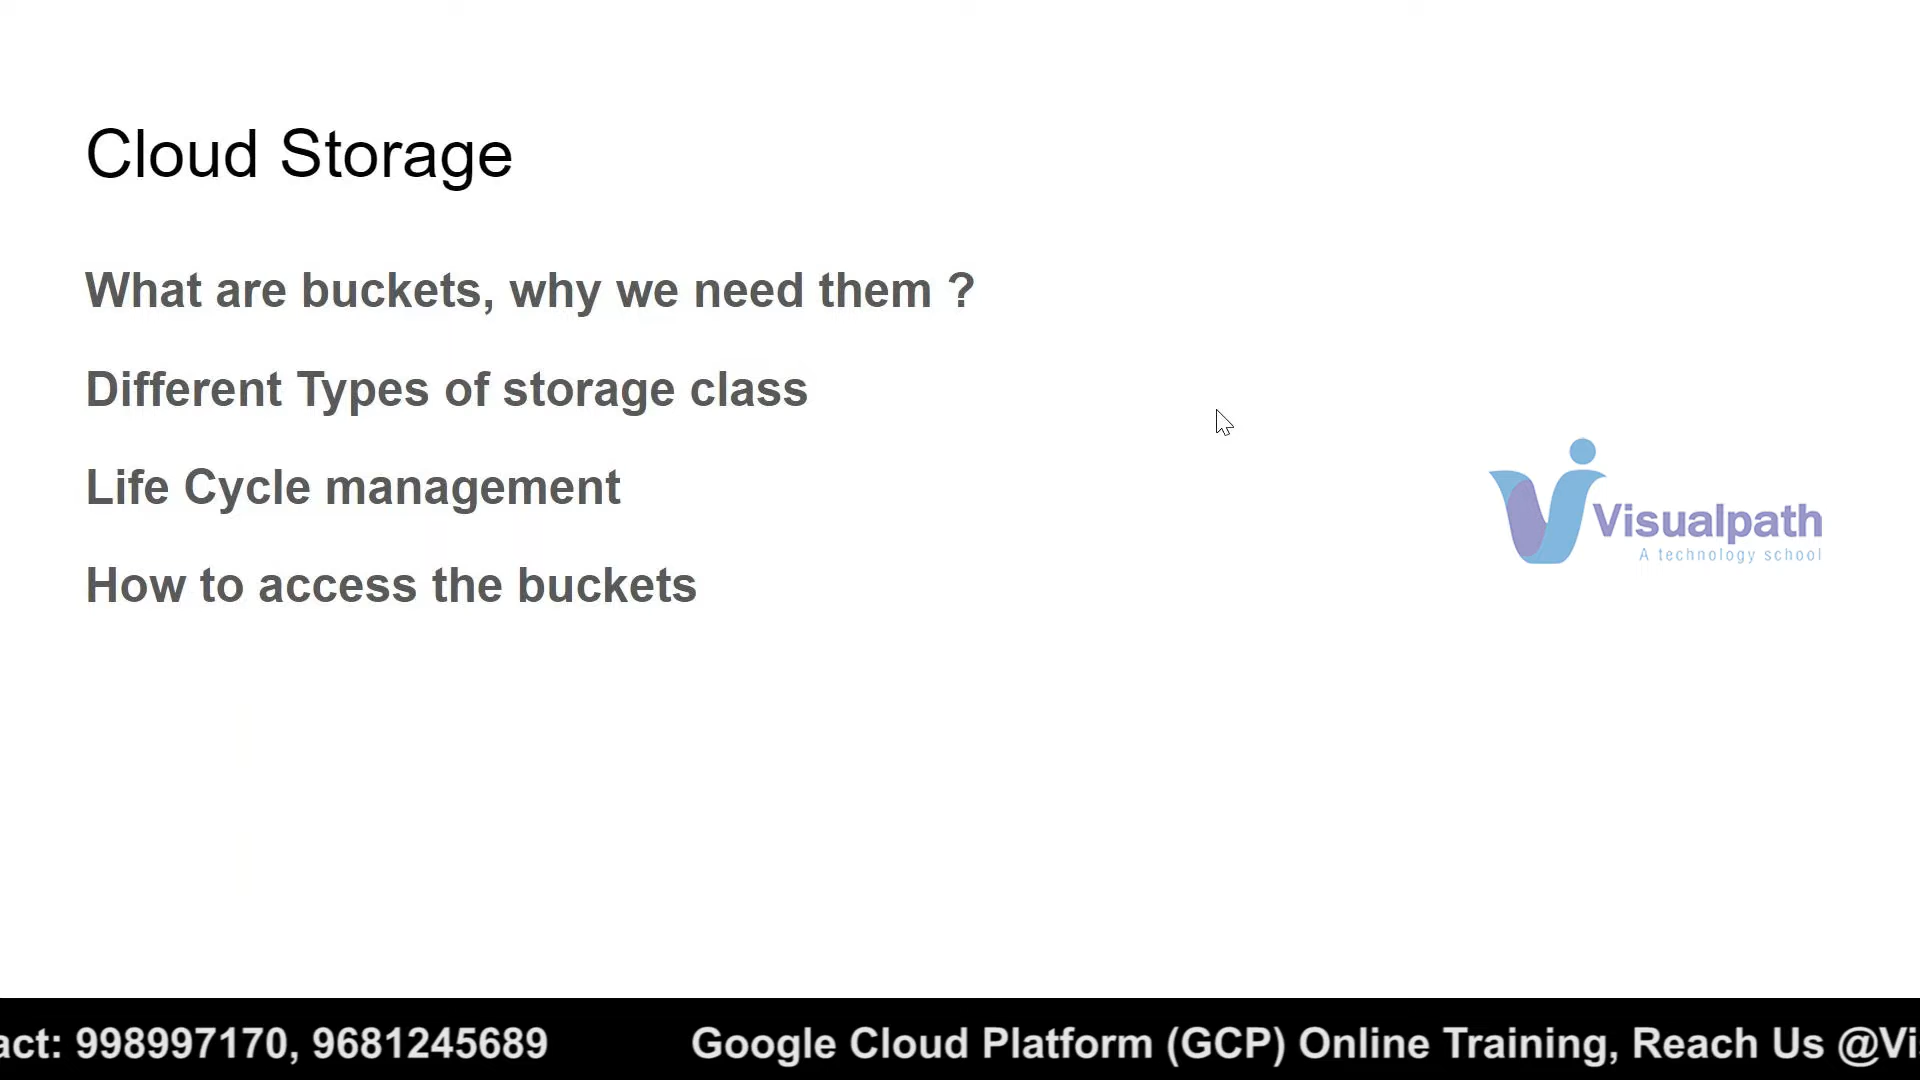 Cloud Storage
What are buckets, why we need them ?
Different Types of storage class
Life Cycle management
How to access the buckets
Visualpath
A technology school
act: 998997170, 9681245689 Google Cloud Platform (GCP) Online Training, Reach Us @Vi